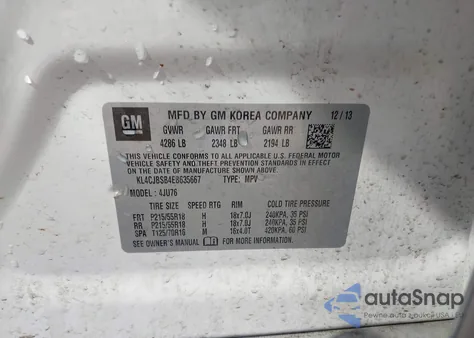 GM
MFD BY GM KOREA COMPANY 12/13
GVWR GAWR FRT GAWR RR
4286 LB 2348 LB 2194 LB
THIS VEHICLE CONFORMS TO ALL APPLICABLE U.S. FEDERAL MOTOR
VEHICLE SAFETY, AND THEFT PREVENTION STANDARDS IN EFFECT
ON THE DATE OF MANUFACTURE SHOWN ABOVE.
KL4CJBSB4EB635667 TYPE: MPV
MODEL: 4JU76
TIRE SIZE SPEED RTG RIM COLD TIRE PRESSURE
FRT P215/55R18 H 18x7.0J 240KPA, 35 PSI
RR P215/55R18 H 18x7.0J 240KPA, 35 PSI
SPA T125/70R16 M 16x4.0T 420KPA, 60 PSI
SEE OWNER'S MANUAL FOR MORE INFORMATION.
autoSnap
Pewne auto z aukcji